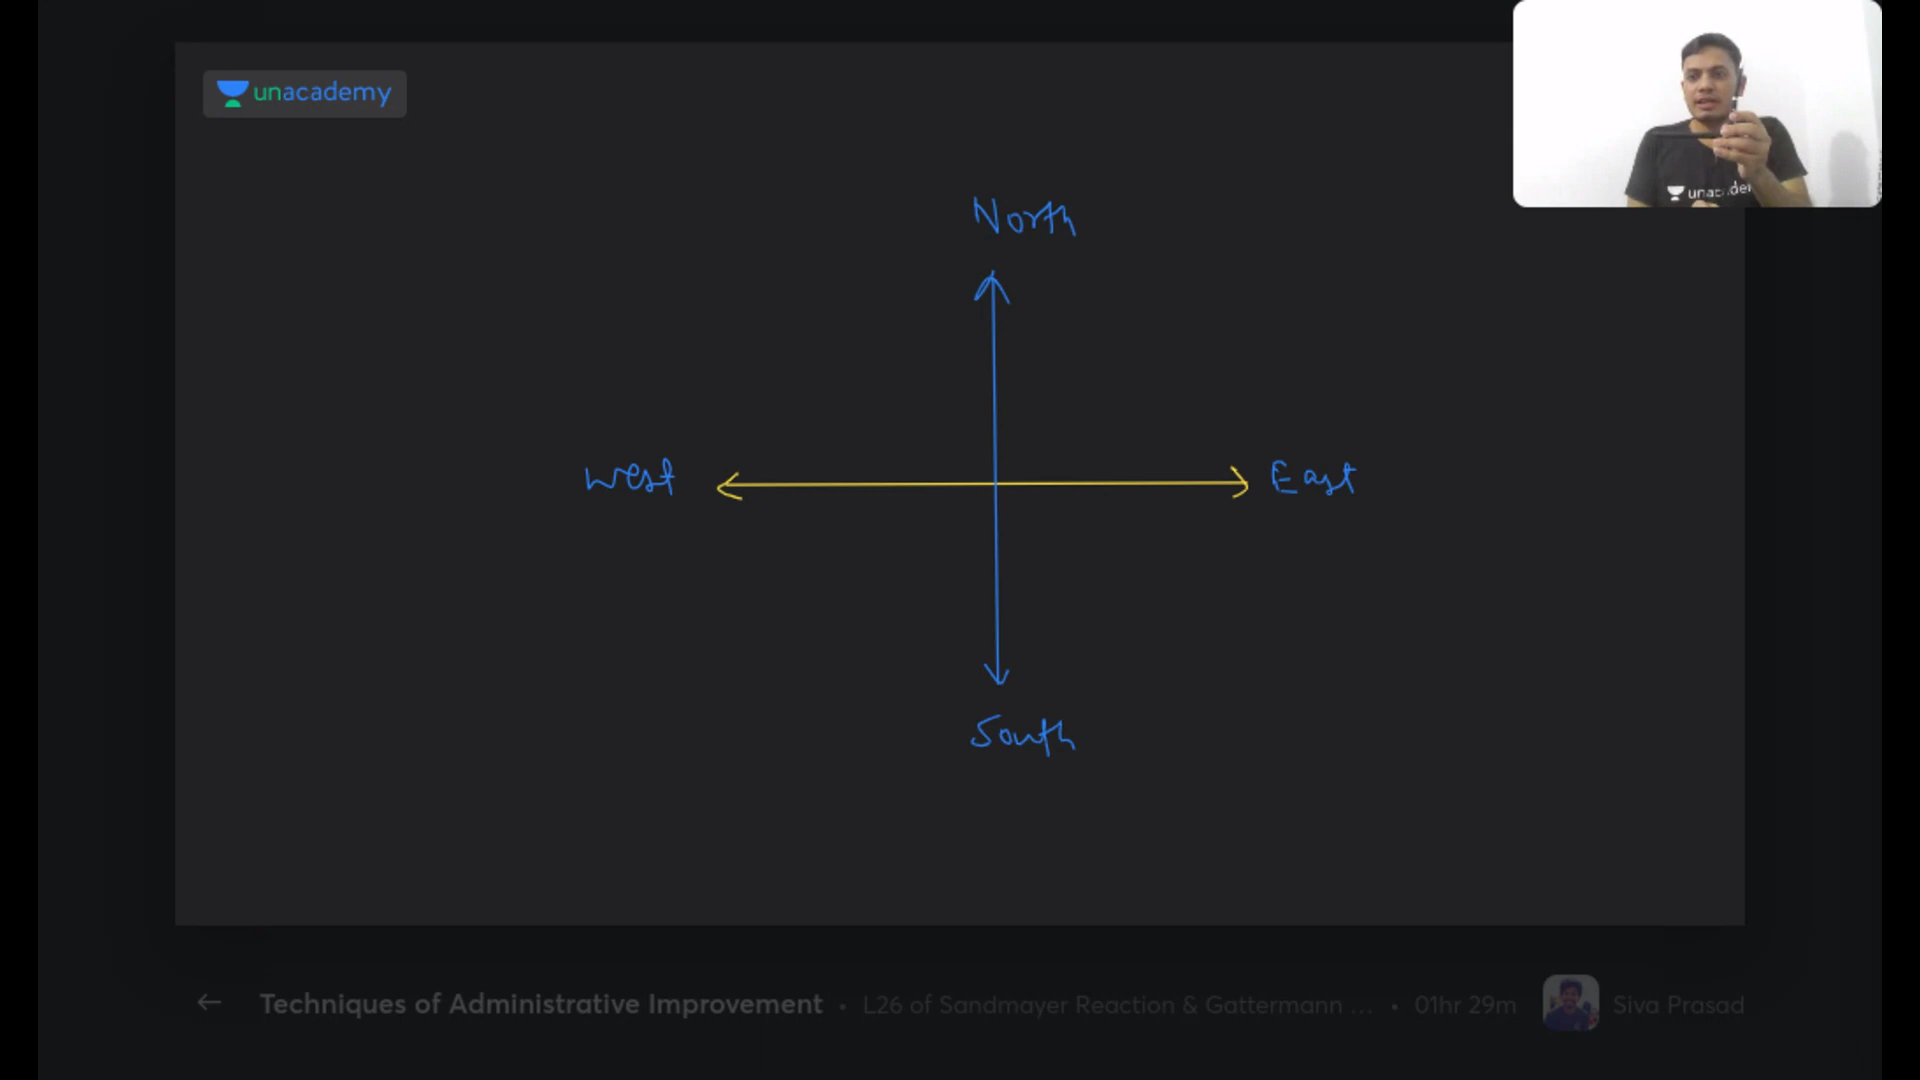 unacademy
North
West
East
South
Techniques of Administrative Improvement • L26 of Sandmayer Reaction & Gattermann ... • 01hr 29m Siva Prasad